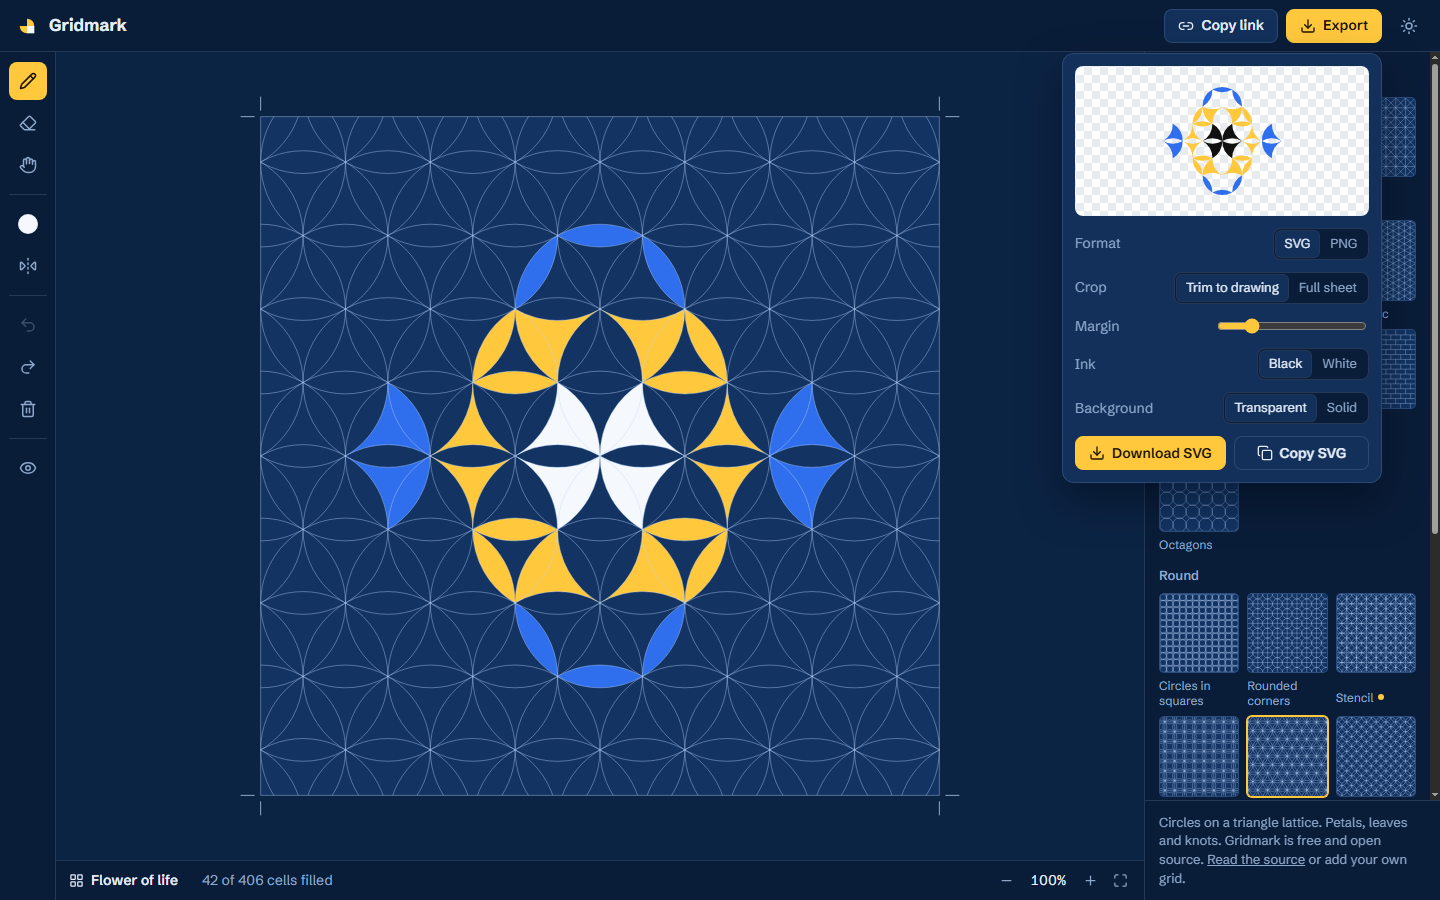 Gridmark
Copy link
Export
Format
SVG
PNG
Crop
Trim to drawing
Full sheet
Margin
Ink
Black
White
Background
Transparent
Solid
Download SVG
Copy SVG
c
Octagons
Round
Circles in
squares
Rounded
corners
Stencil
Circles on a triangle lattice. Petals, leaves
and knots. Gridmark is free and open
source. Read the source or add your own
grid.
Flower of life
42 of 406 cells filled
100%